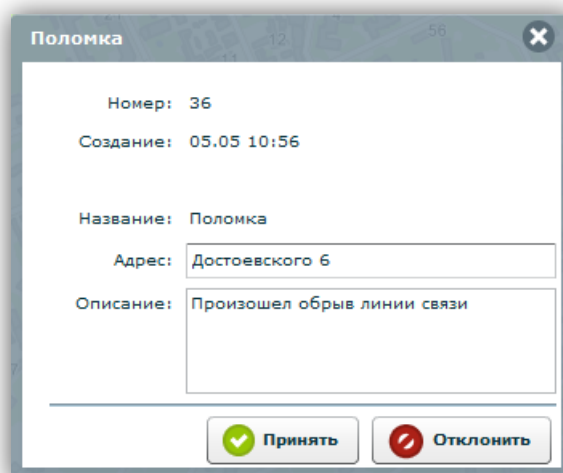 Поломка
Номер: 36
Создание: 05.05 10:56
Название: Поломка
Адрес: Достоевского 6
Описание: Произошел обрыв линии связи
Принять Отклонить